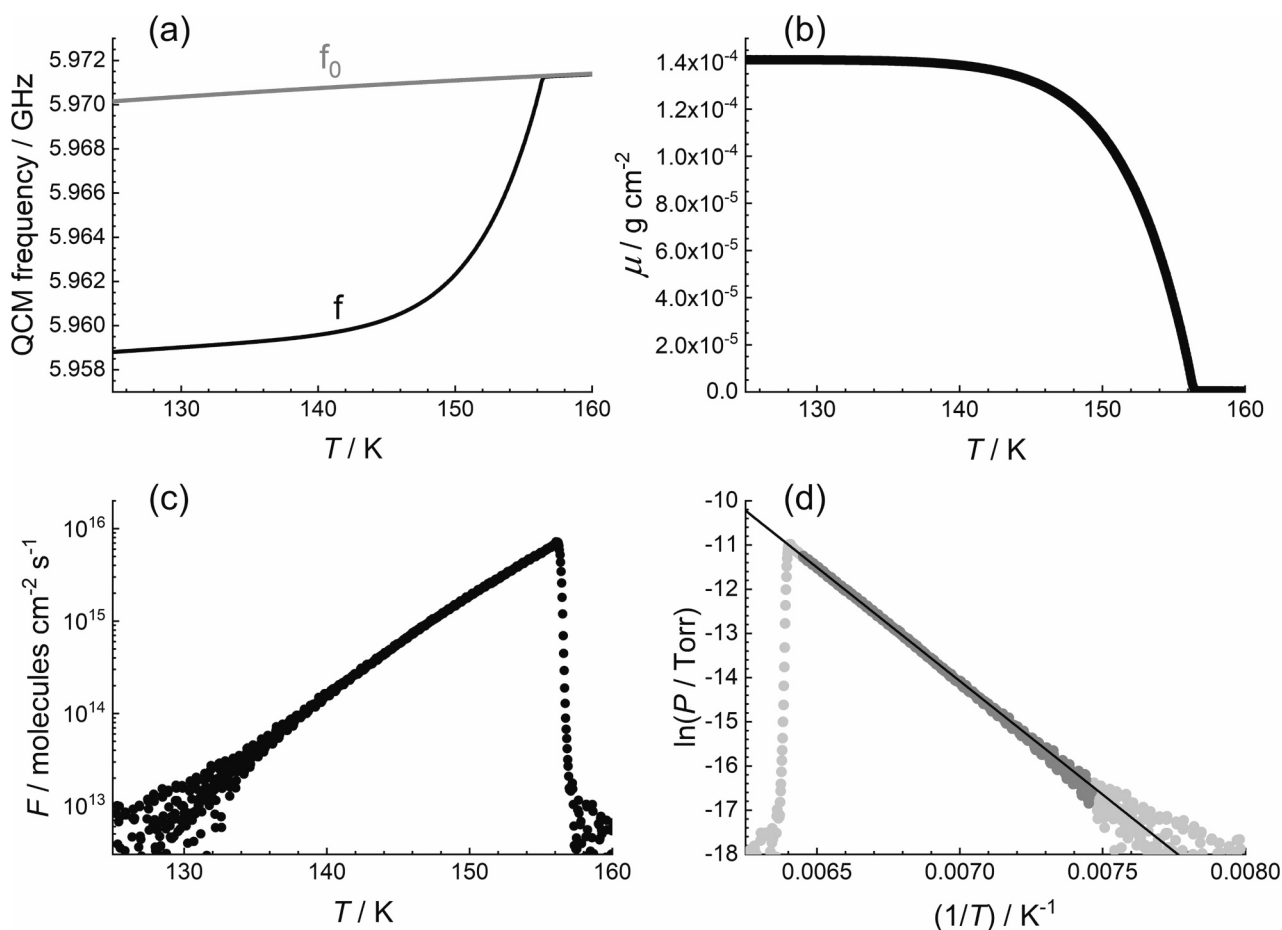 (a)
QCM frequency / GHz
5.972
5.970
5.968
5.966
5.964
5.962
5.960
5.958
f₀
f
130
140
150
160
T / K
(b)
μ / g cm⁻²
1.4x10⁻⁴
1.2x10⁻⁴
1.0x10⁻⁴
8.0x10⁻⁵
6.0x10⁻⁵
4.0x10⁻⁵
2.0x10⁻⁵
0.0
130
140
150
160
T / K
(c)
F / molecules cm⁻² s⁻¹
10¹⁶
10¹⁵
10¹⁴
10¹³
130
140
150
160
T / K
(d)
ln(P / Torr)
-10
-11
-12
-13
-14
-15
-16
-17
-18
0.0065
0.0070
0.0075
0.0080
(1/T) / K⁻¹